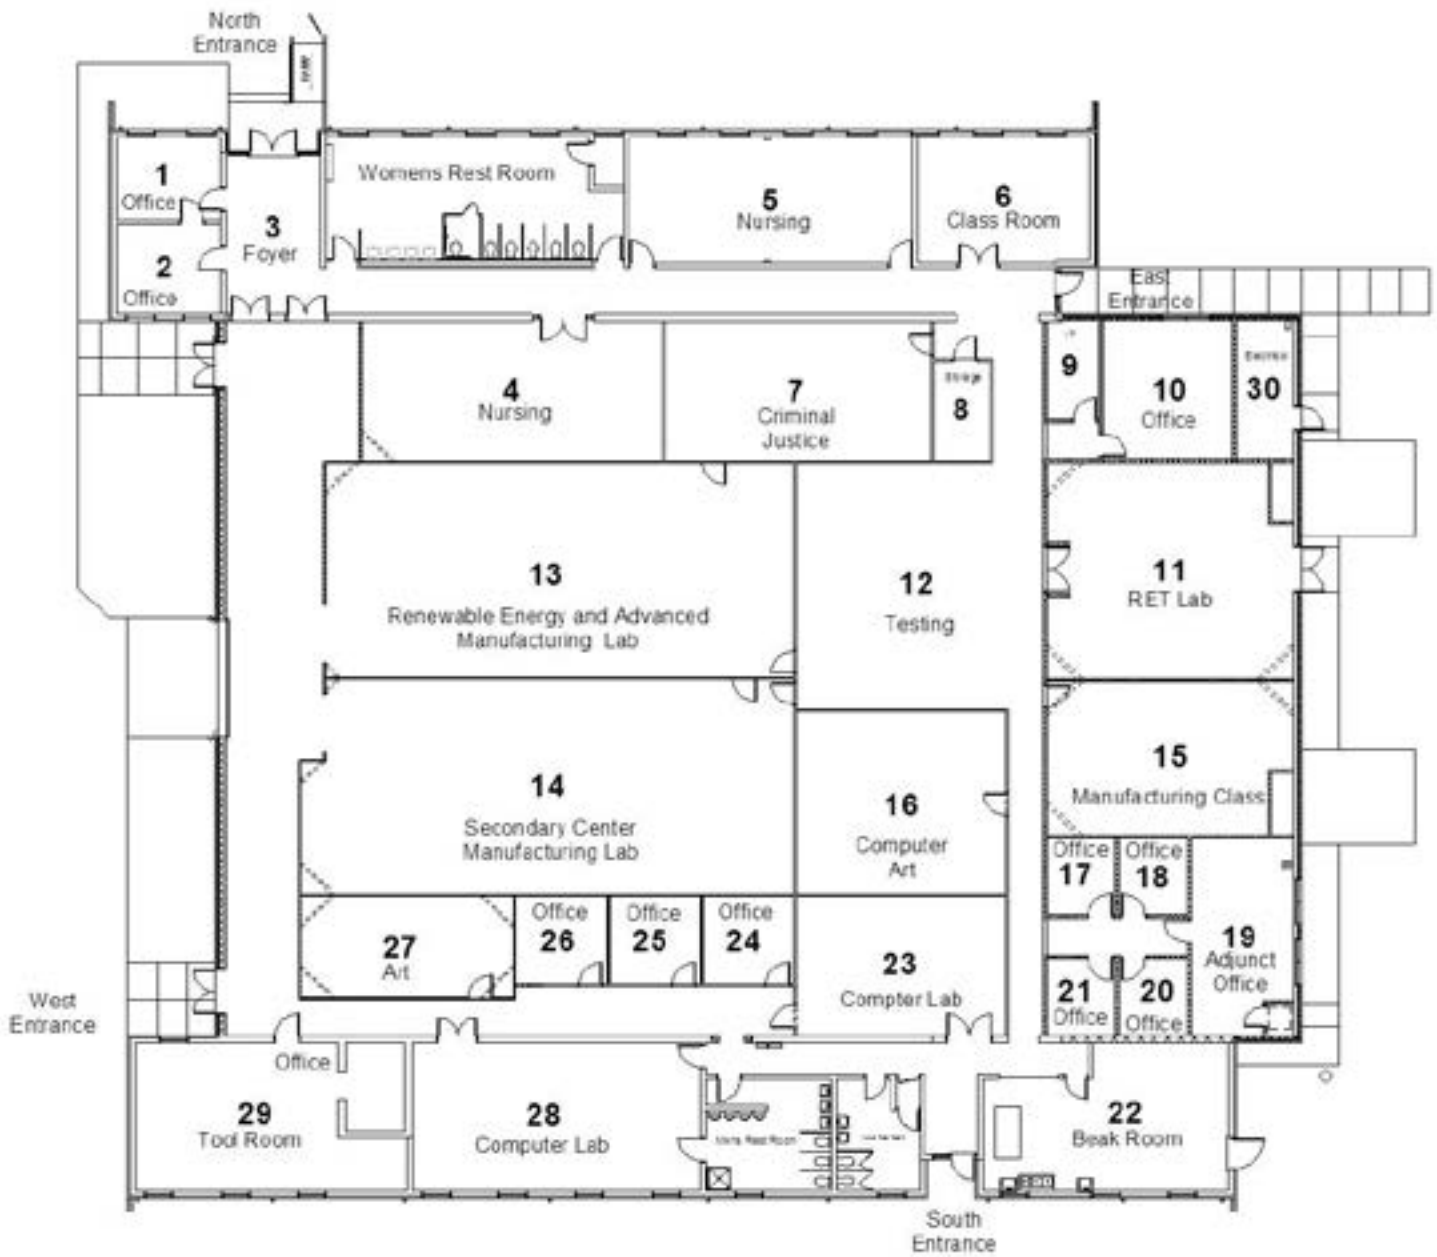 North
Entrance
1
Office
2
Office
3
Foyer
Womens Rest Room
5
Nursing
6
Class Room
East
Entrance
4
Nursing
7
Criminal
Justice
Storage
8
9
10
Office
30
13
Renewable Energy and Advanced
Manufacturing Lab
12
Testing
11
RET Lab
14
Secondary Center
Manufacturing Lab
16
Computer
Art
15
Manufacturing Class
Office
17
Office
18
19
Adjunct
Office
27
Art
Office
26
Office
25
Office
24
23
Compter Lab
21
Office
20
Office
West
Entrance
Office
29
Tool Room
28
Computer Lab
Mens Rest Room
22
Beak Room
South
Entrance